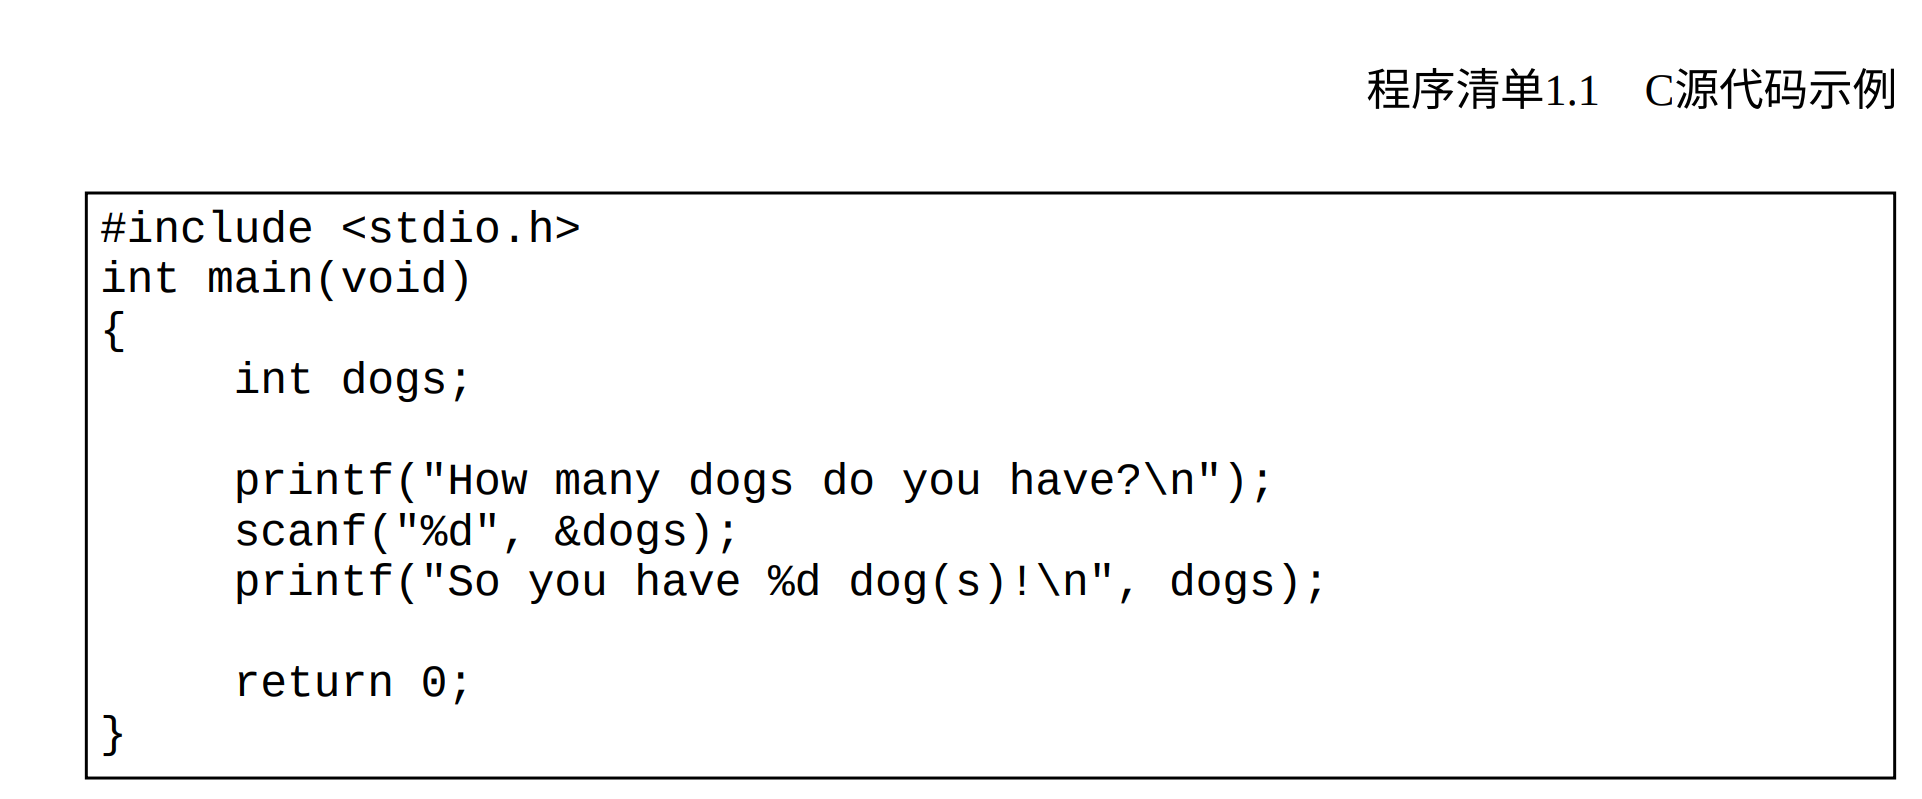 程序清单1.1　C源代码示例
#include <stdio.h>
int main(void)
{
     int dogs;

     printf("How many dogs do you have?\n");
     scanf("%d", &dogs);
     printf("So you have %d dog(s)!\n", dogs);

     return 0;
}